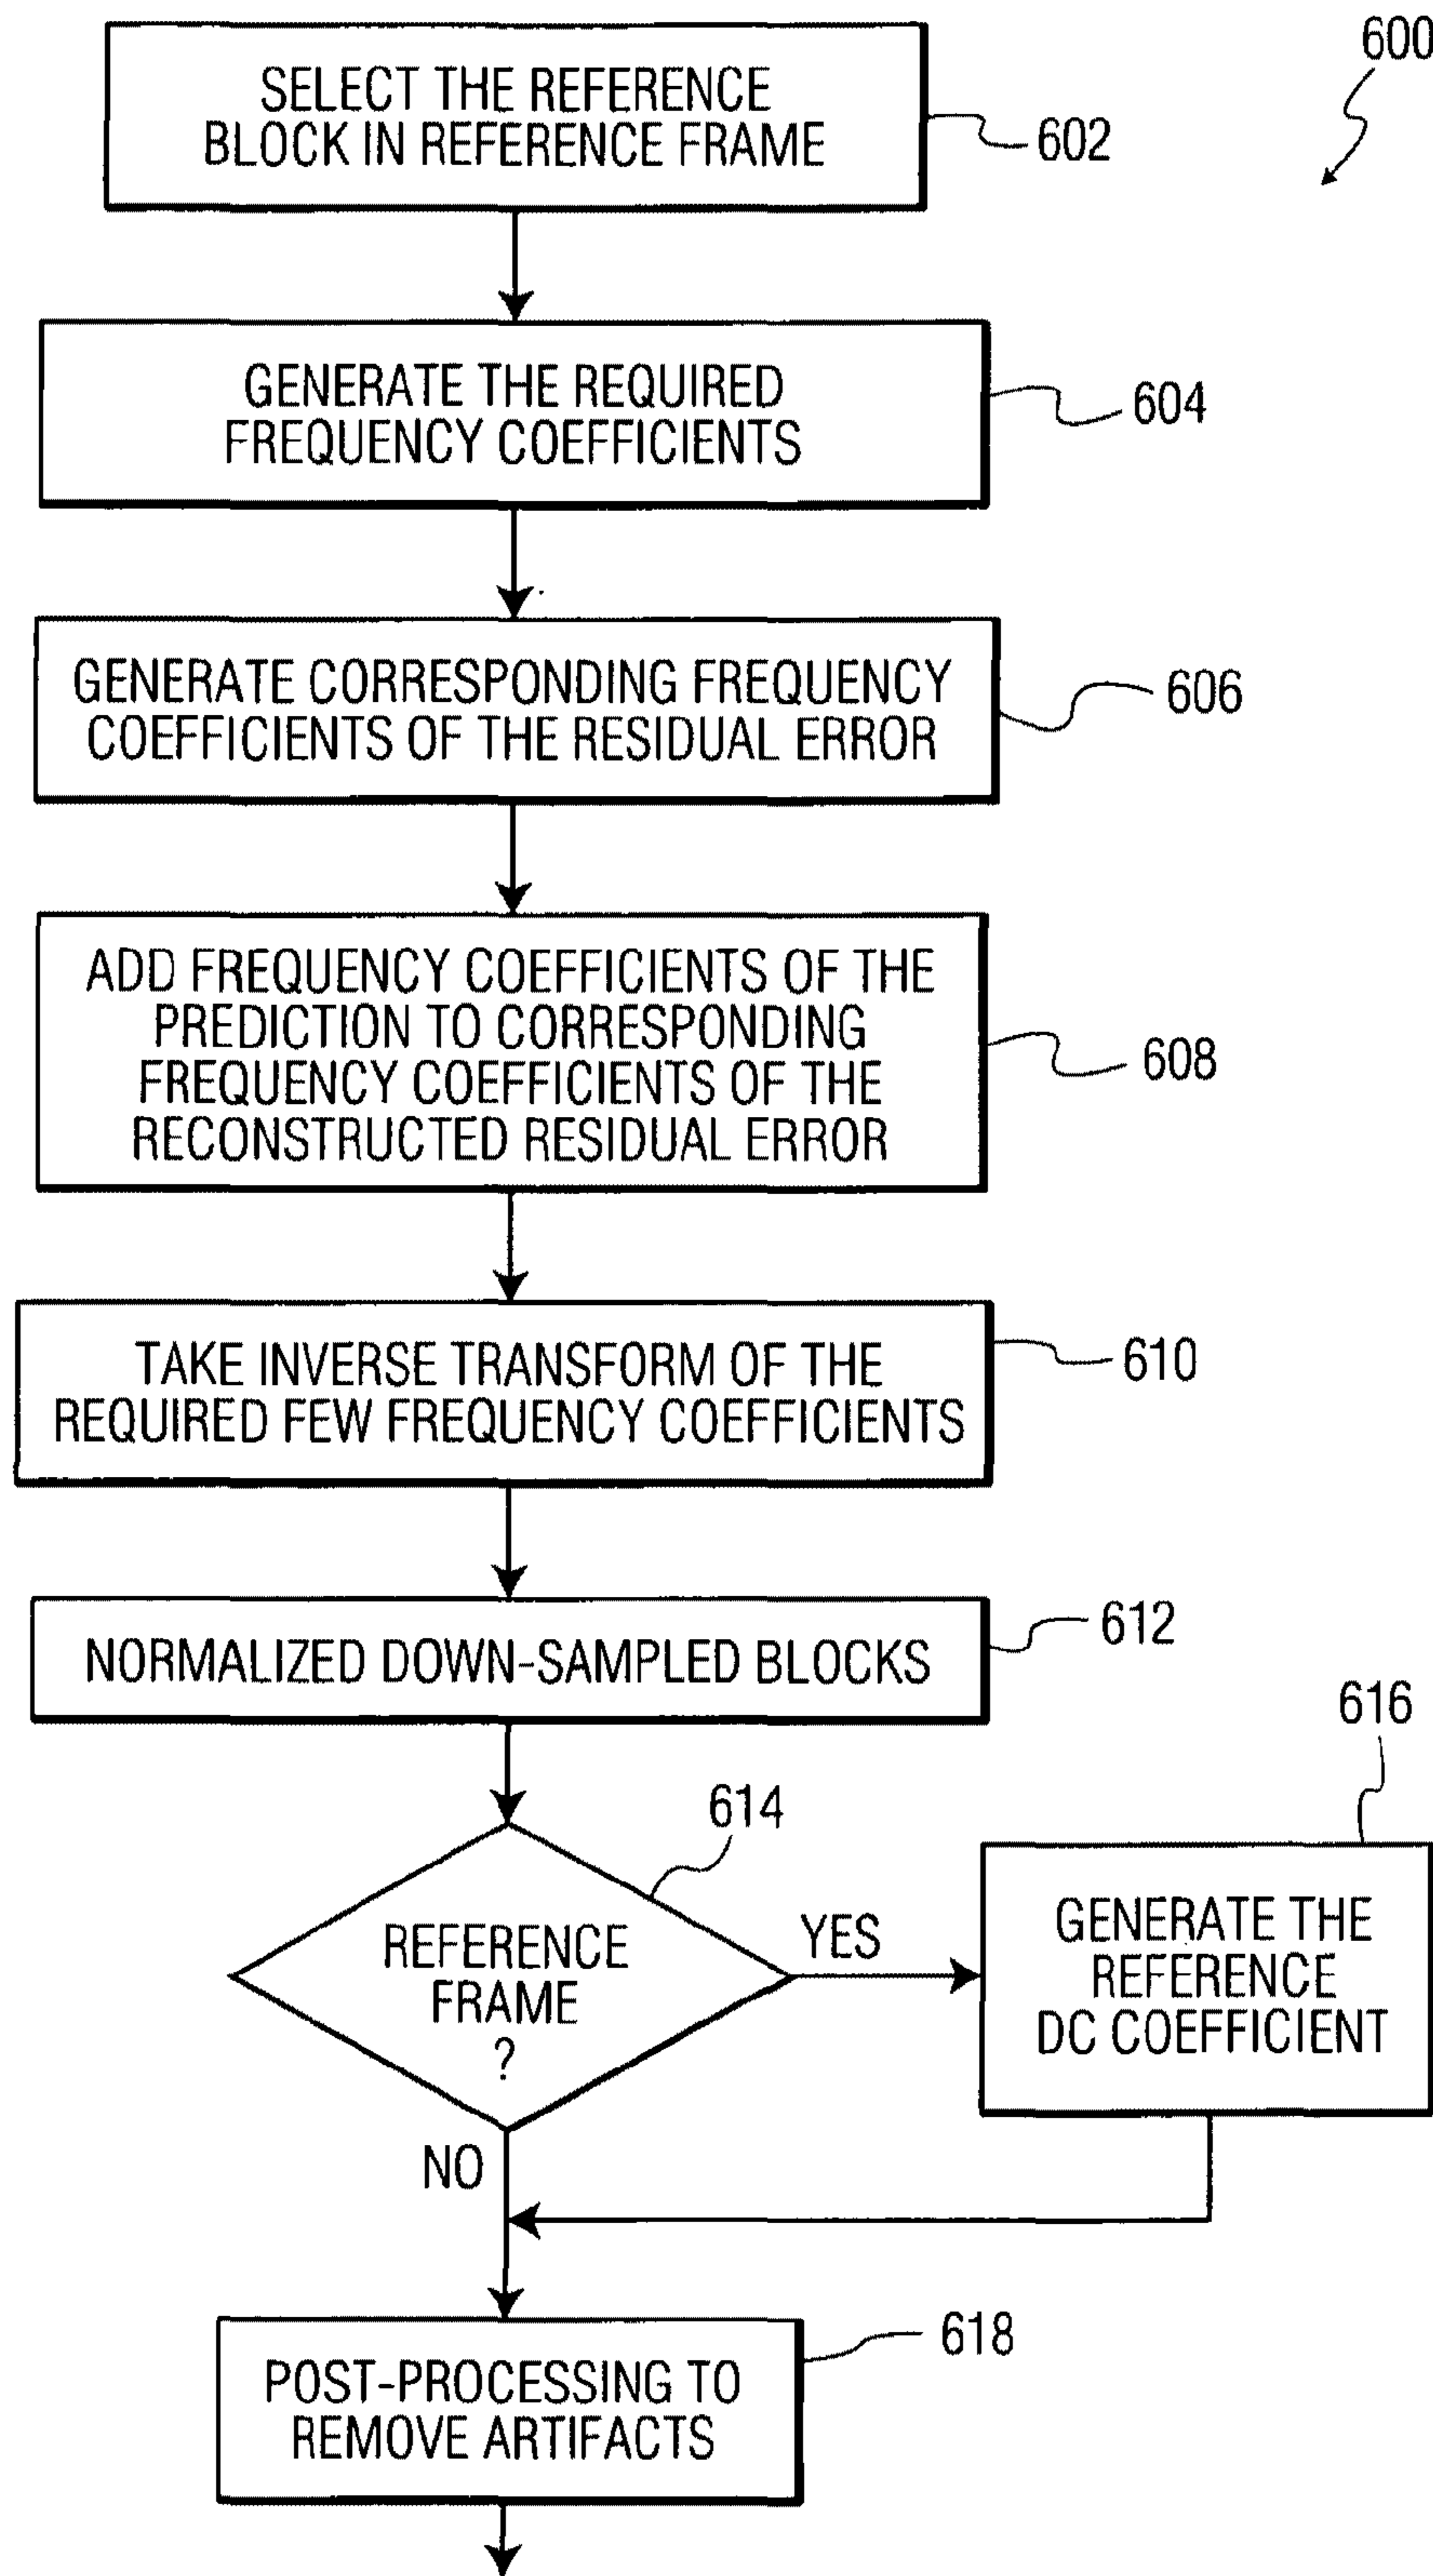 600
SELECT THE REFERENCE
BLOCK IN REFERENCE FRAME
602
GENERATE THE REQUIRED
FREQUENCY COEFFICIENTS
604
GENERATE CORRESPONDING FREQUENCY
COEFFICIENTS OF THE RESIDUAL ERROR
606
ADD FREQUENCY COEFFICIENTS OF THE
PREDICTION TO CORRESPONDING
FREQUENCY COEFFICIENTS OF THE
RECONSTRUCTED RESIDUAL ERROR
608
TAKE INVERSE TRANSFORM OF THE
REQUIRED FEW FREQUENCY COEFFICIENTS
610
NORMALIZED DOWN-SAMPLED BLOCKS
612
614
REFERENCE
FRAME
?
YES
616
GENERATE THE
REFERENCE
DC COEFFICIENT
NO
618
POST-PROCESSING TO
REMOVE ARTIFACTS